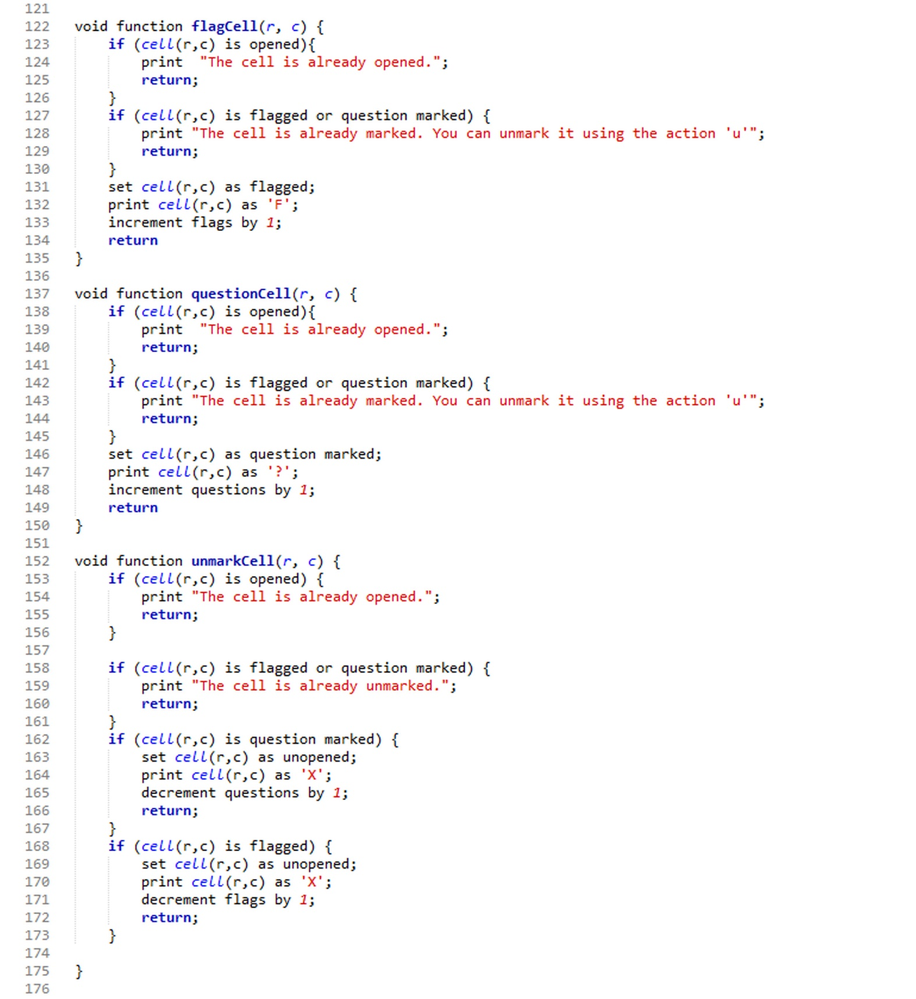 121
122 void function flagCell(r, c) {
123 if (cell(r,c) is opened){
124 print  "The cell is already opened.";
125 return;
126 }
127 if (cell(r,c) is flagged or question marked) {
128 print "The cell is already marked. You can unmark it using the action 'u'";
129 return;
130 }
131 set cell(r,c) as flagged;
132 print cell(r,c) as 'F';
133 increment flags by 1;
134 return
135 }
136
137 void function questionCell(r, c) {
138 if (cell(r,c) is opened){
139 print  "The cell is already opened.";
140 return;
141 }
142 if (cell(r,c) is flagged or question marked) {
143 print "The cell is already marked. You can unmark it using the action 'u'";
144 return;
145 }
146 set cell(r,c) as question marked;
147 print cell(r,c) as '?';
148 increment questions by 1;
149 return
150 }
151
152 void function unmarkCell(r, c) {
153 if (cell(r,c) is opened) {
154 print "The cell is already opened.";
155 return;
156 }
157
158 if (cell(r,c) is flagged or question marked) {
159 print "The cell is already unmarked.";
160 return;
161 }
162 if (cell(r,c) is question marked) {
163 set cell(r,c) as unopened;
164 print cell(r,c) as 'X';
165 decrement questions by 1;
166 return;
167 }
168 if (cell(r,c) is flagged) {
169 set cell(r,c) as unopened;
170 print cell(r,c) as 'X';
171 decrement flags by 1;
172 return;
173 }
174
175 }
176